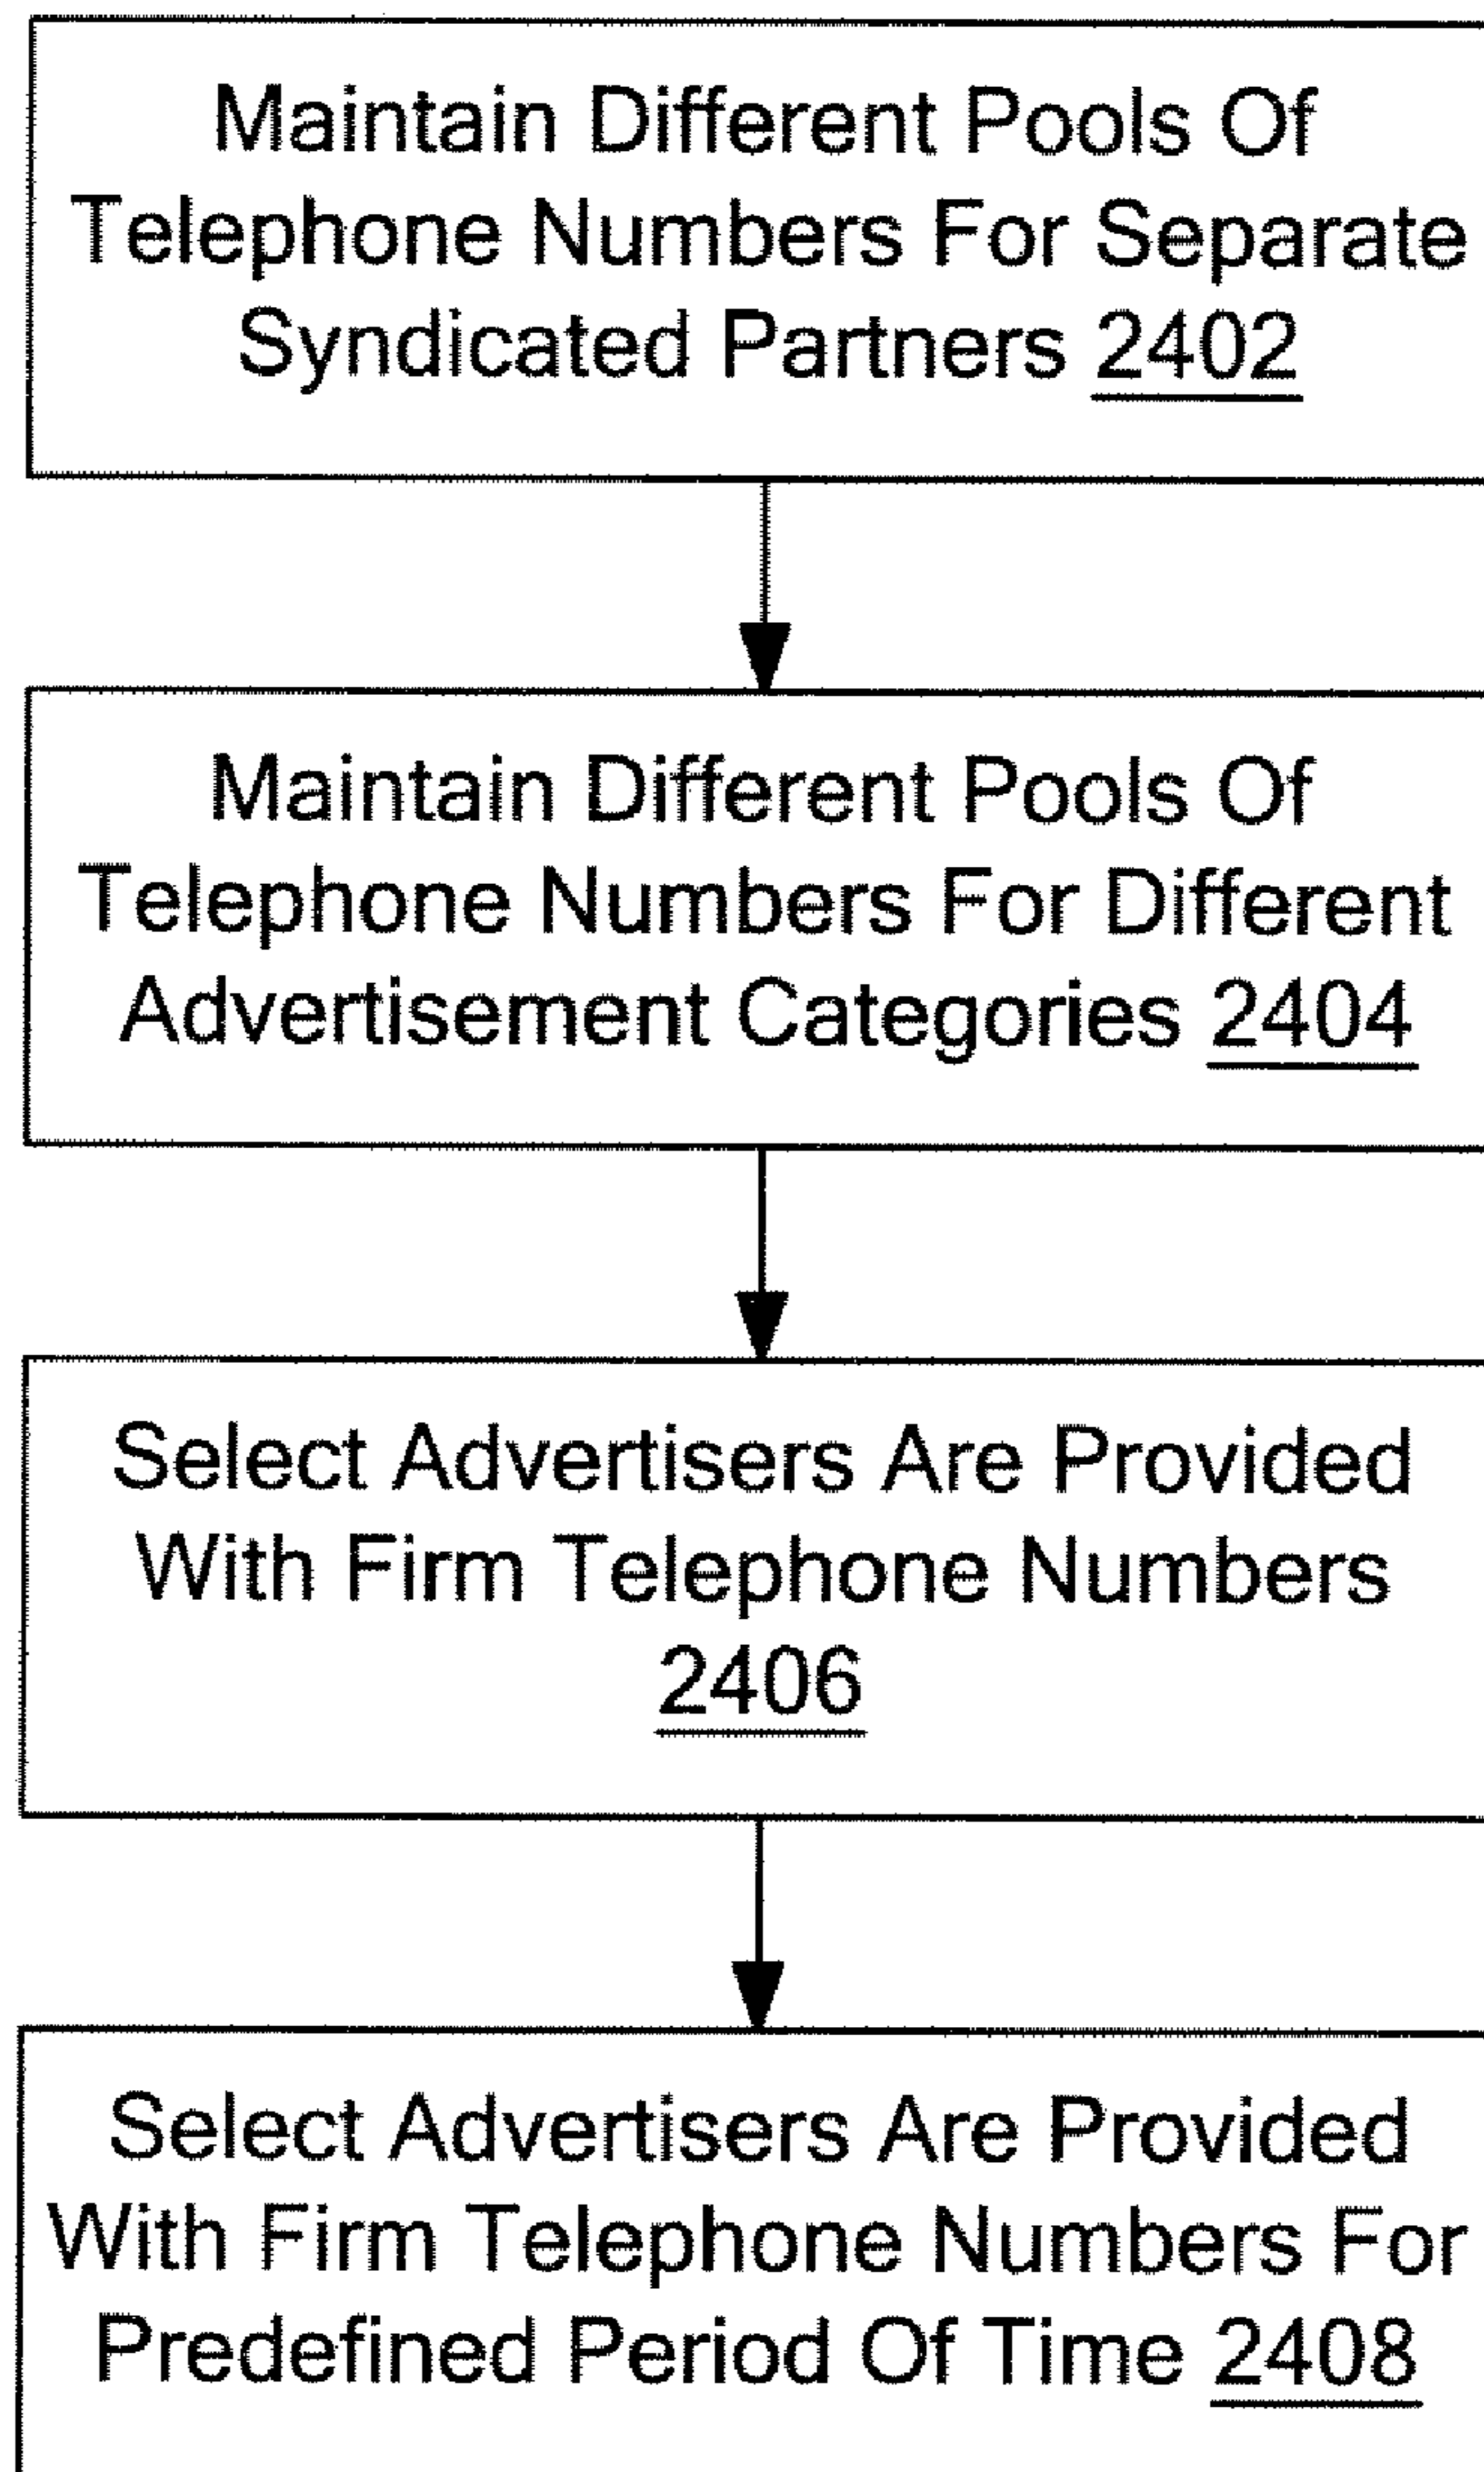 Maintain Different Pools Of
Telephone Numbers For Separate
Syndicated Partners 2402
Maintain Different Pools Of
Telephone Numbers For Different
Advertisement Categories 2404
Select Advertisers Are Provided
With Firm Telephone Numbers
2406
Select Advertisers Are Provided
With Firm Telephone Numbers For
Predefined Period Of Time 2408